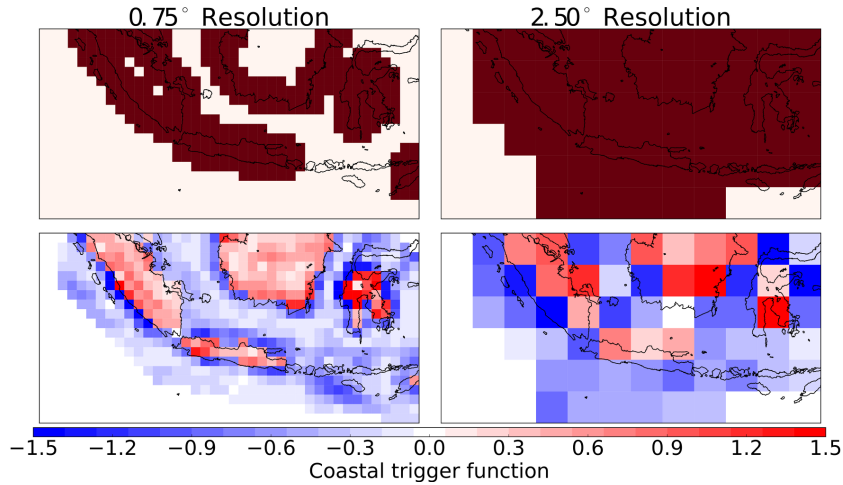 0.75° Resolution
2.50° Resolution
−1.5 −1.2 −0.9 −0.6 −0.3 0.0 0.3 0.6 0.9 1.2 1.5
Coastal trigger function